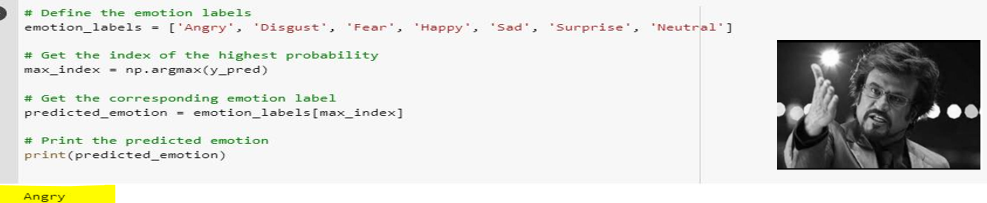 # Define the emotion labels
emotion_labels = ['Angry', 'Disgust', 'Fear', 'Happy', 'Sad', 'Surprise', 'Neutral']
# Get the index of the highest probability
max_index = np.argmax(y_pred)
# Get the corresponding emotion label
predicted_emotion = emotion_labels[max_index]
# Print the predicted emotion
print(predicted_emotion)
Angry